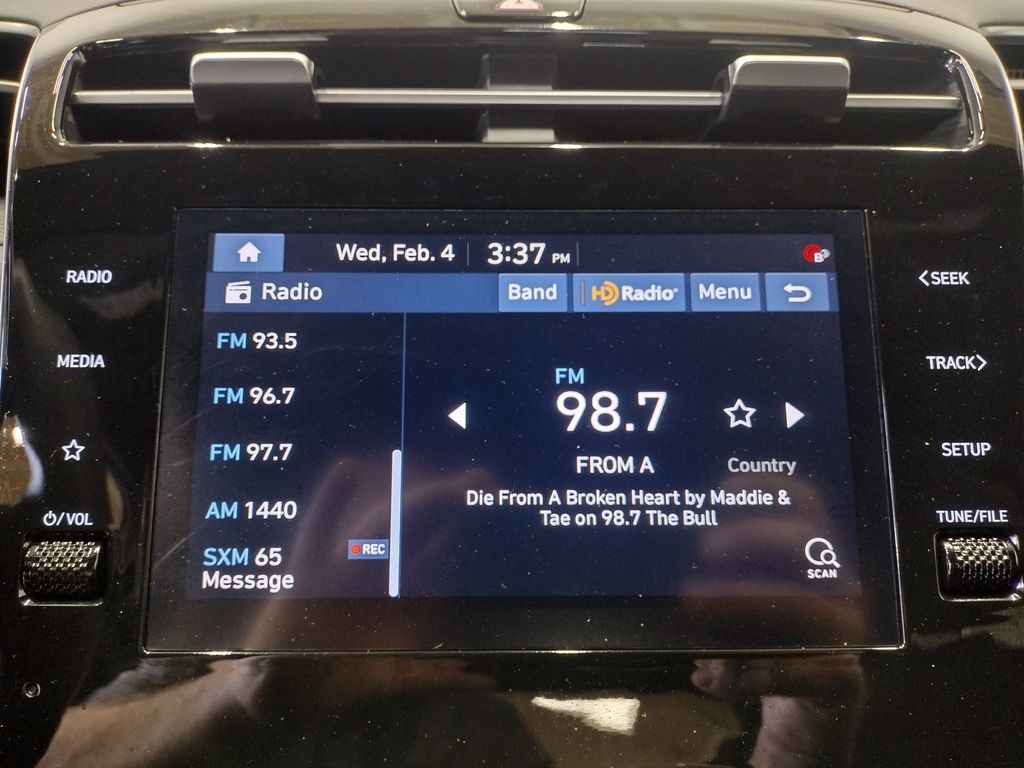 Wed, Feb. 4 3:37 PM
B
Radio Band HD Radio® Menu
RADIO
MEDIA
⏻/VOL
FM 93.5
FM 96.7
FM 97.7
AM 1440
SXM 65 REC
Message
FM
98.7
FROM A Country
Die From A Broken Heart by Maddie &
Tae on 98.7 The Bull
SCAN
<SEEK
TRACK>
SETUP
TUNE/FILE